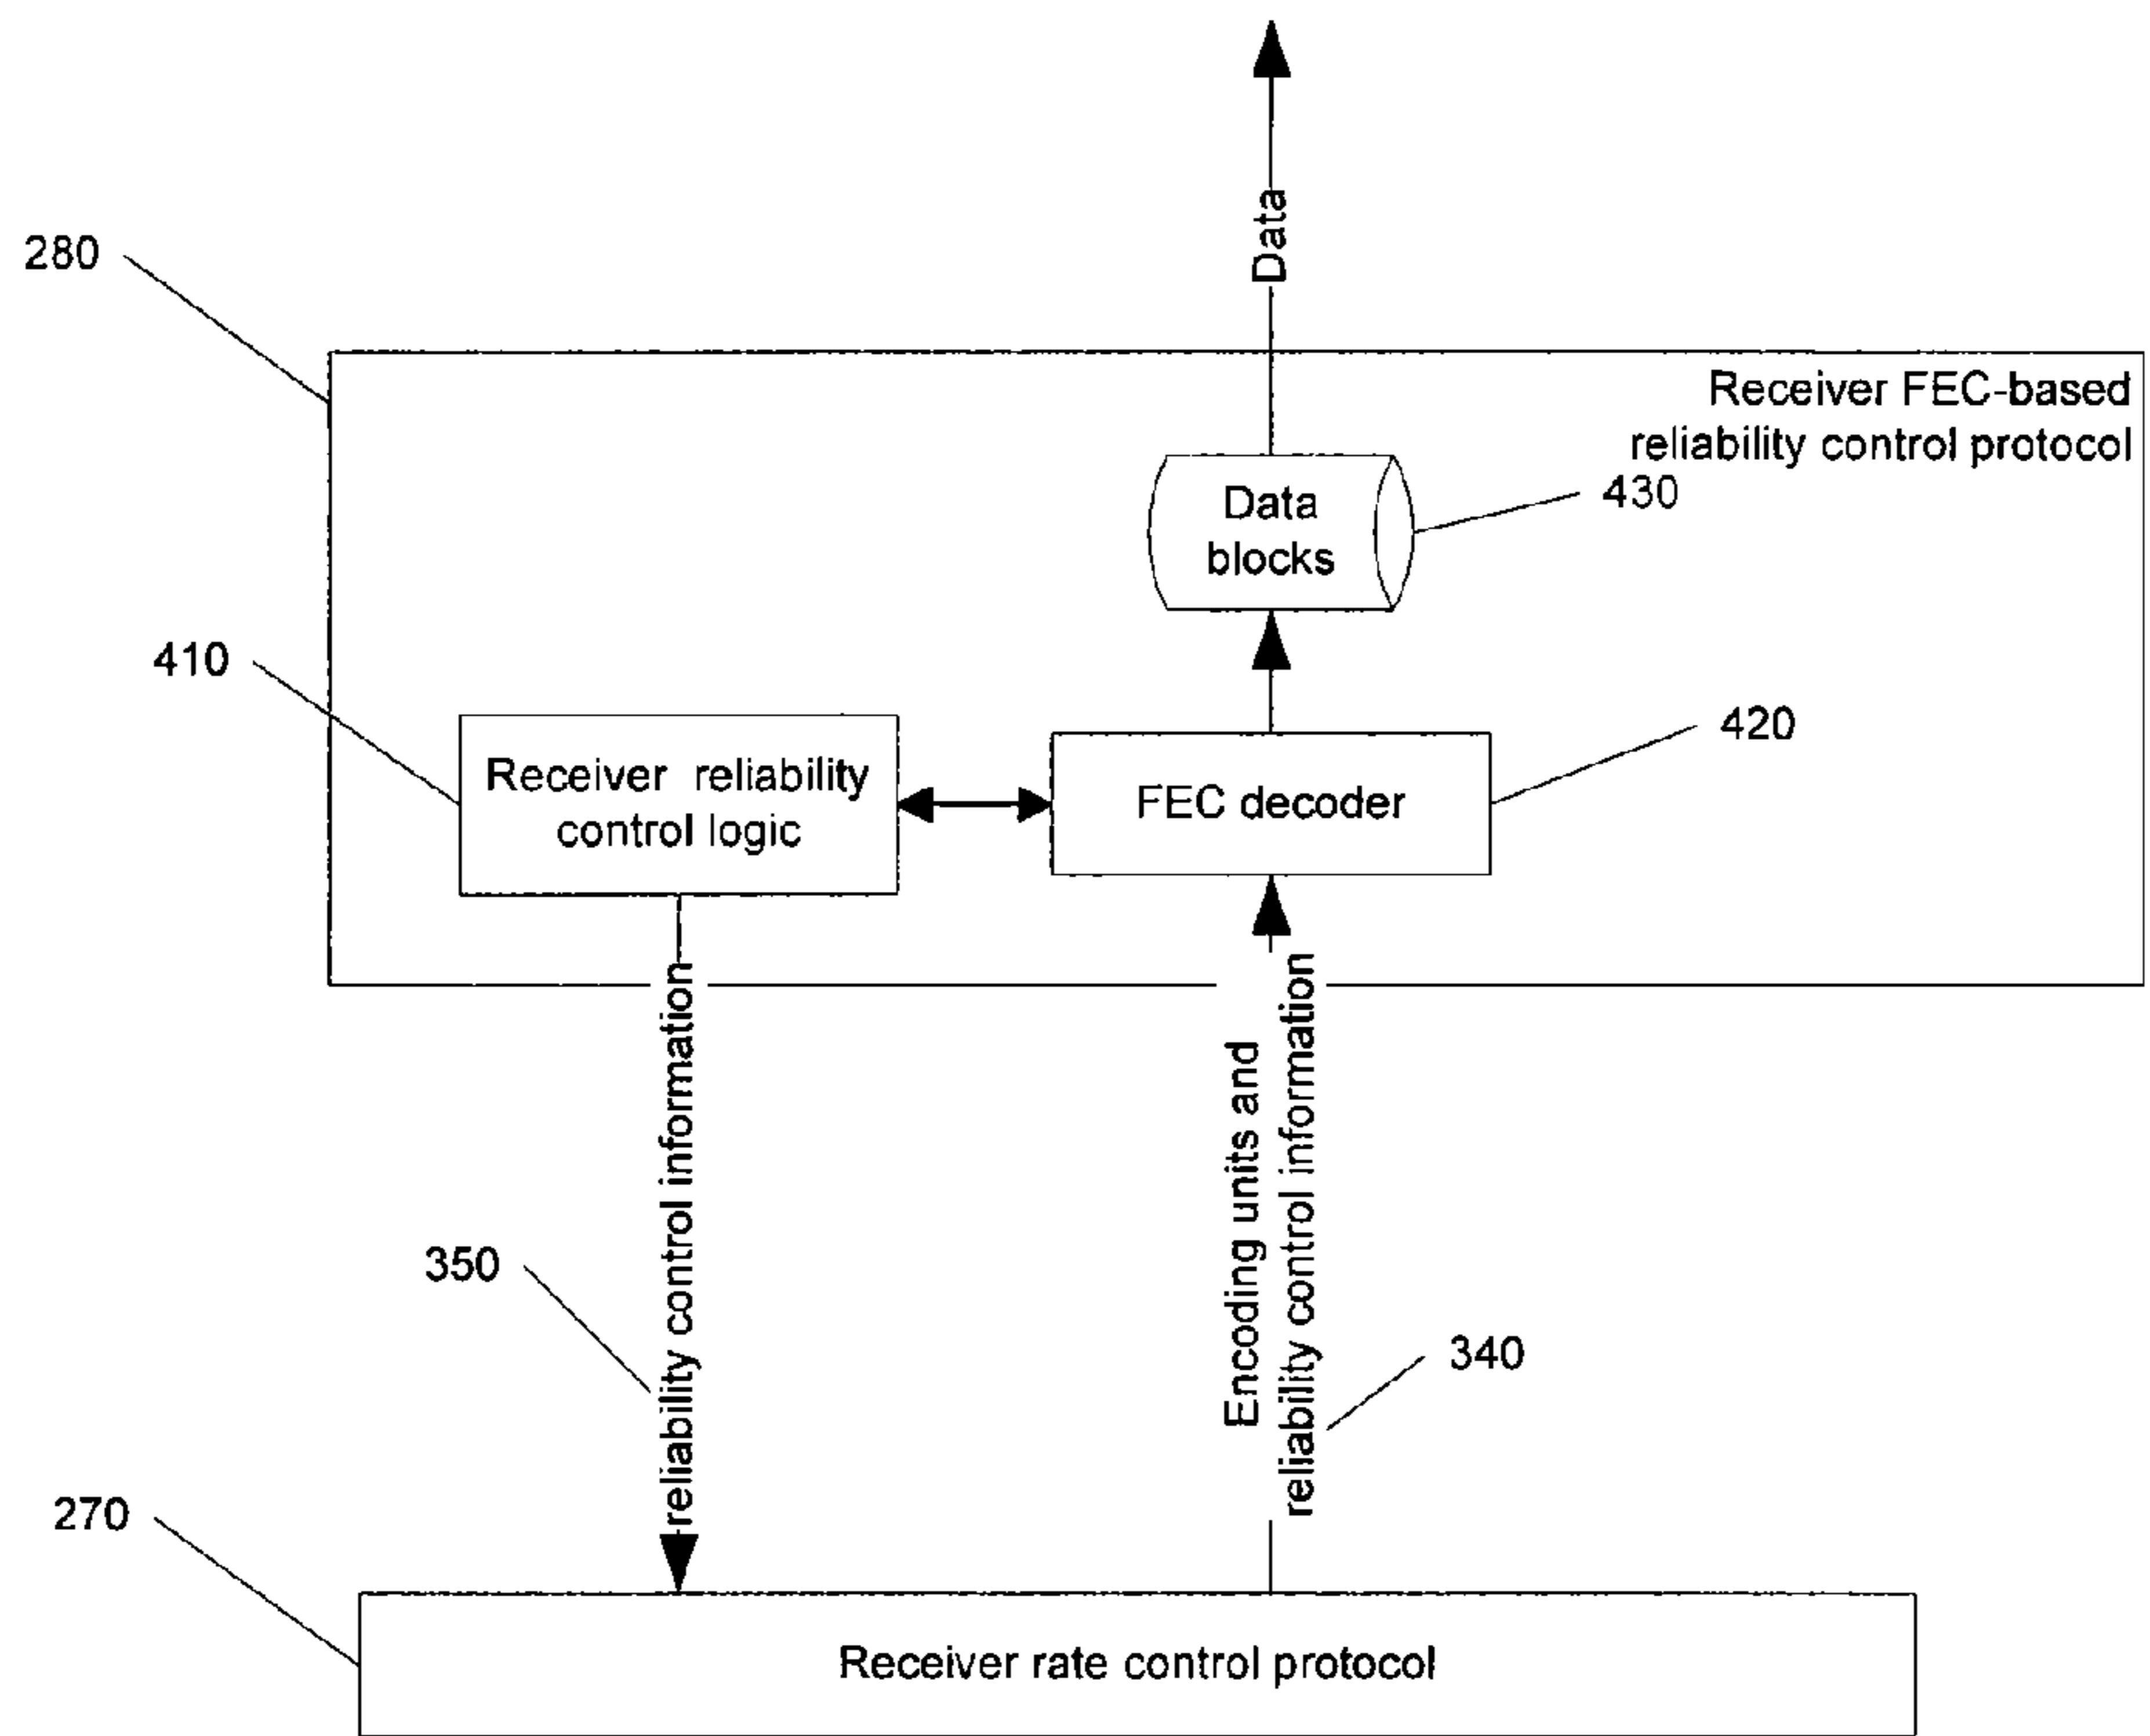 Data
280
Receiver FEC-based
reliability control protocol
430
Data
blocks
410
420
Receiver reliability
control logic
FEC decoder
reliability control information
Encoding units and
reliability control information
350
340
270
Receiver rate control protocol